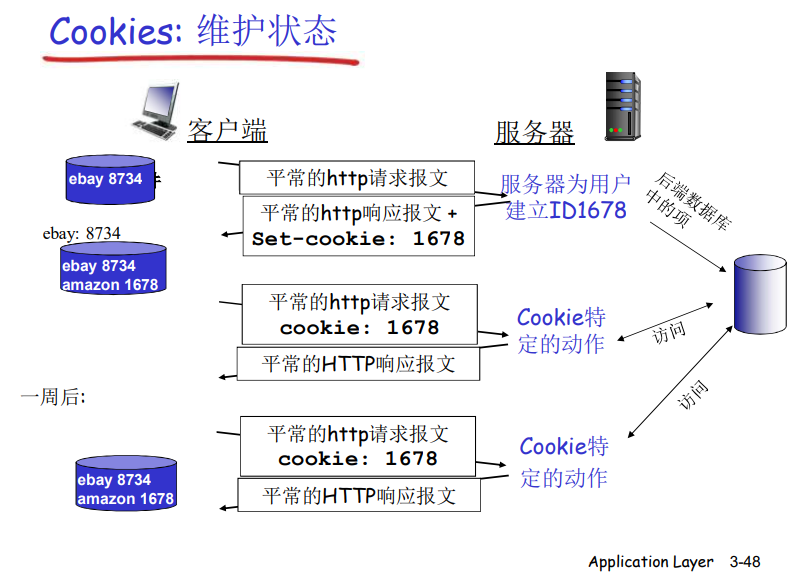 Cookies: 维护状态
客户端
服务器
ebay 8734
平常的http请求报文
服务器为用户
建立ID1678
后端数据库
中的项
平常的http响应报文 +
Set-cookie: 1678
ebay: 8734
ebay 8734
amazon 1678
平常的http请求报文
cookie: 1678
Cookie特
定的动作
访问
平常的HTTP响应报文
一周后:
访问
平常的http请求报文
cookie: 1678
Cookie特
定的动作
ebay 8734
amazon 1678
平常的HTTP响应报文
Application Layer 3-48